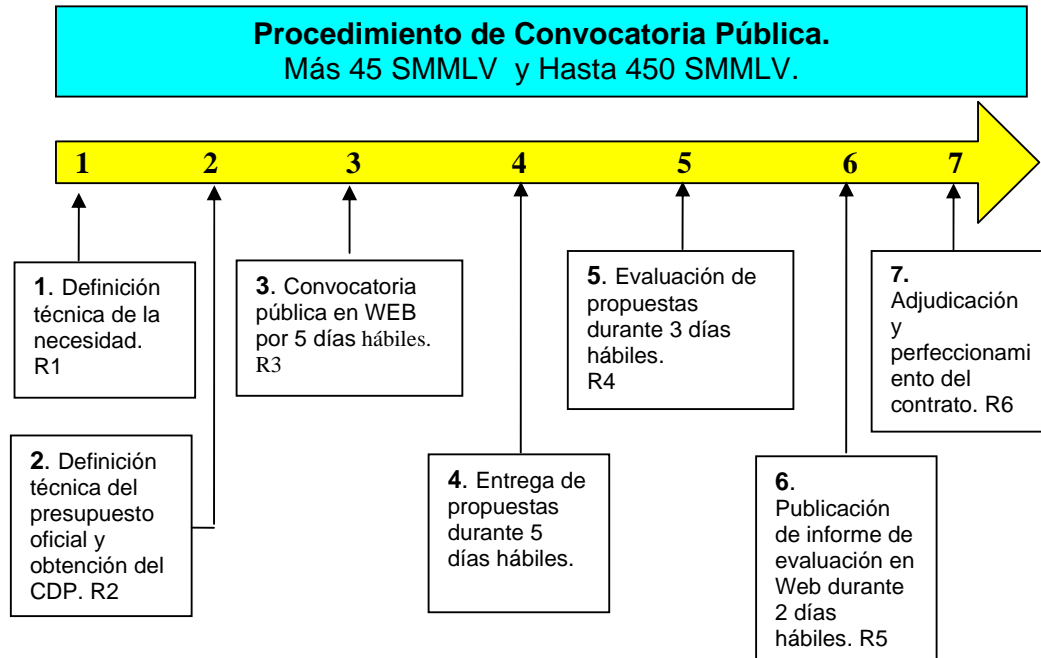 Procedimiento de Convocatoria Pública.
Más 45 SMMLV y Hasta 450 SMMLV.
1 2 3 4 5 6 7
1. Definición
técnica de la
necesidad.
R1
2. Definición
técnica del
presupuesto
oficial y
obtención del
CDP. R2
3. Convocatoria
pública en WEB
por 5 días hábiles.
R3
4. Entrega de
propuestas
durante 5
días hábiles.
5. Evaluación de
propuestas
durante 3 días
hábiles.
R4
6.
Publicación
de informe de
evaluación en
Web durante
2 días
hábiles. R5
7.
Adjudicación
y
perfeccionami
ento del
contrato. R6